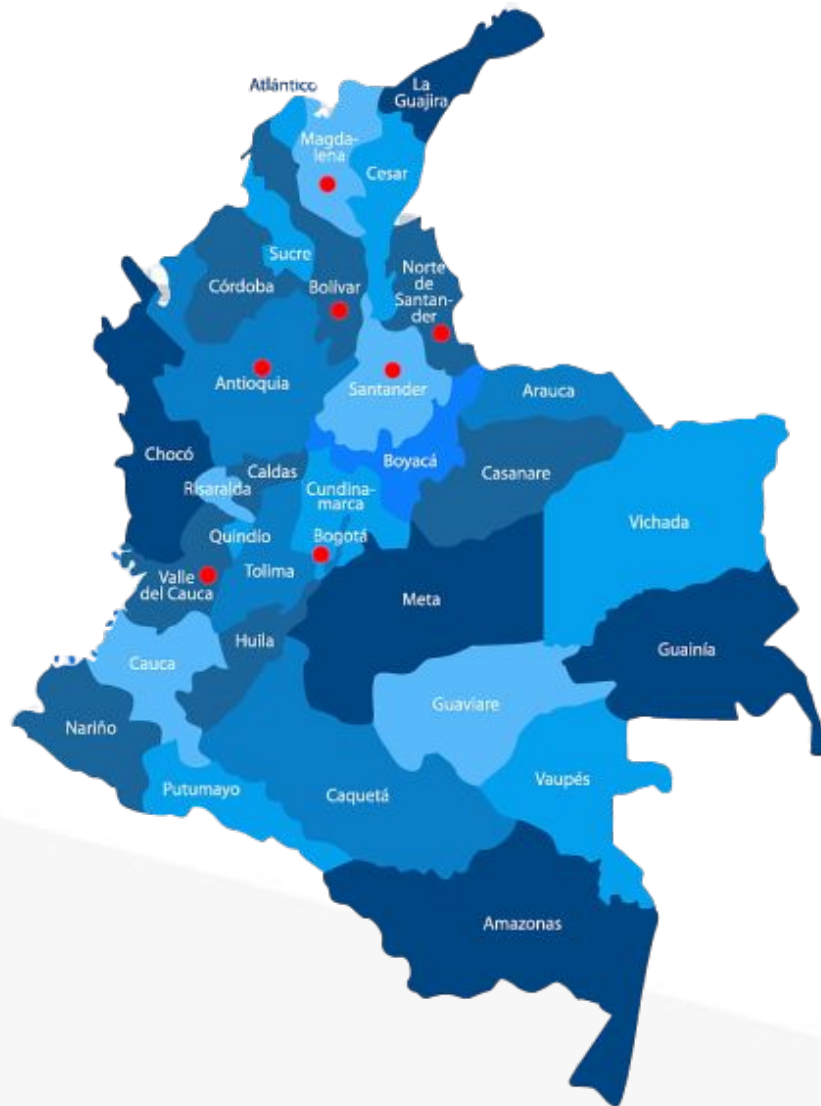 Atlántico
La
Guajira
Magda-
lena
Cesar
Sucre
Córdoba
Bolívar
Norte
de
Santan-
der
Antioquia
Santander
Arauca
Chocó
Caldas
Boyacá
Casanare
Risaralda
Cundina-
marca
Vichada
Quindío
Bogotá
Valle
del Cauca
Tolima
Meta
Huila
Guainía
Cauca
Guaviare
Nariño
Vaupés
Putumayo
Caquetá
Amazonas